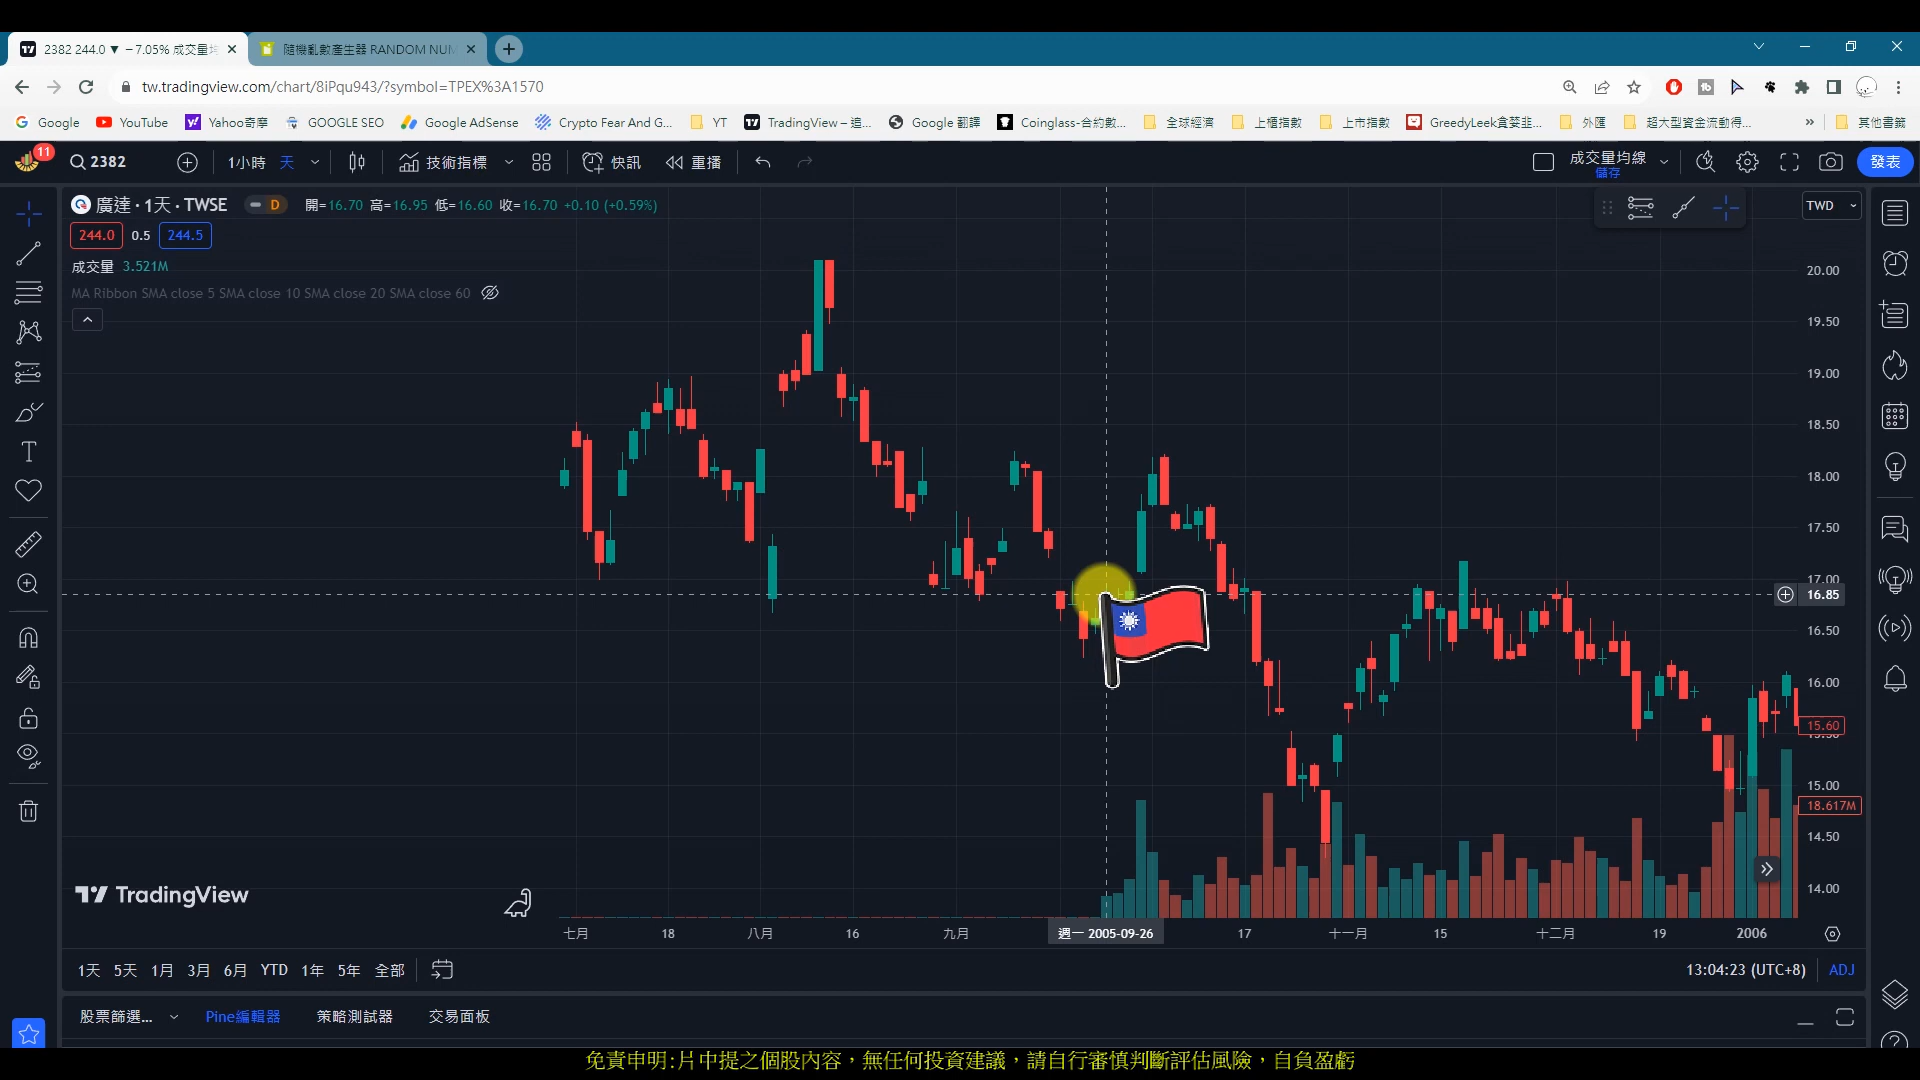 2382 244.0 ▼ −7.05% 成交量均
隨機亂數產生器 RANDOM NUM
tw.tradingview.com/chart/8iPqu943/?symbol=TPEX%3A1570
Google YouTube Yahoo奇摩 GOOGLE SEO Google AdSense Crypto Fear And G... YT TradingView – 追... Google 翻譯 Coinglass-合約數... 全球經濟 上櫃指數 上市指數 GreedyLeek貪婪韭... 外匯 超大型資金流動得... » 其他書籤
11 2382 1小時 天 技術指標 快訊 重播 成交量均線 儲存 發表
廣達 · 1天 · TWSE D 開=16.70 高=16.95 低=16.60 收=16.70 +0.10 (+0.59%)
TWD
244.0 0.5 244.5
成交量 3.521M
MA Ribbon SMA close 5 SMA close 10 SMA close 20 SMA close 60
20.00
19.50
19.00
18.50
18.00
17.50
17.00
16.85
16.50
16.00
15.60
15.50
15.00
18.617M
14.50
14.00
TradingView
七月 18 八月 16 九月 週一 2005-09-26 17 十一月 15 十二月 19 2006
1天 5天 1月 3月 6月 YTD 1年 5年 全部 13:04:23 (UTC+8) ADJ
股票篩選... Pine編輯器 策略測試器 交易面板
免責申明:片中提之個股內容，無任何投資建議，請自行審慎判斷評估風險，自負盈虧